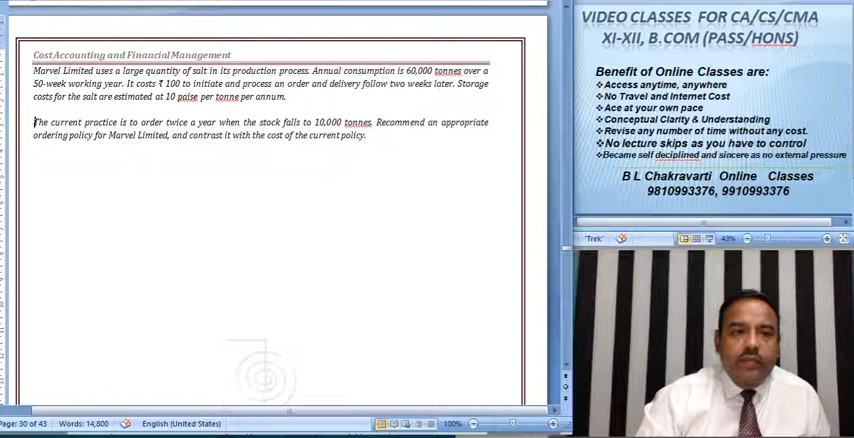 Cost Accounting and Financial Management
Marvel Limited uses a large quantity of salt in its production process. Annual consumption is 60,000 tonnes over a
50-week working year. It costs ₹ 100 to initiate and process an order and delivery follow two weeks later. Storage
costs for the salt are estimated at 10 paise per tonne per annum.
The current practice is to order twice a year when the stock falls to 10,000 tonnes. Recommend an appropriate
ordering policy for Marvel Limited, and contrast it with the cost of the current policy.
Page: 30 of 43
Words: 14,800
English (United States)
100%
VIDEO CLASSES FOR CA/CS/CMA
XI-XII, B.COM (PASS/HONS)
Benefit of Online Classes are:
❖Access anytime, anywhere
❖No Travel and Internet Cost
❖Ace at your own pace
❖Conceptual Clarity & Understanding
❖Revise any number of time without any cost.
❖No lecture skips as you have to control
❖Became self deciplined and sincere as no external pressure
B L Chakravarti Online Classes
9810993376, 9910993376
'Trek'
43%